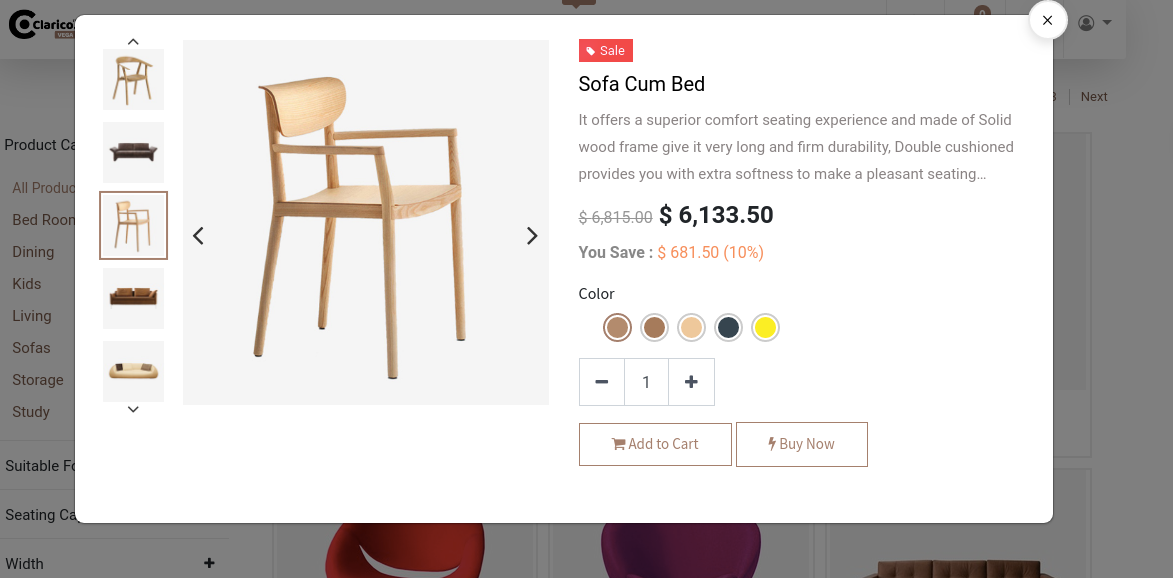 Clarico
VEGA
0
Sale
Sofa Cum Bed
It offers a superior comfort seating experience and made of Solid
wood frame give it very long and firm durability, Double cushioned
provides you with extra softness to make a pleasant seating…
$ 6,815.00 $ 6,133.50
You Save : $ 681.50 (10%)
Color
1
Add to Cart
Buy Now
3
Next
Product Ca
All Produc
Bed Roon
Dining
Kids
Living
Sofas
Storage
Study
Suitable Fo
Seating Ca
Width